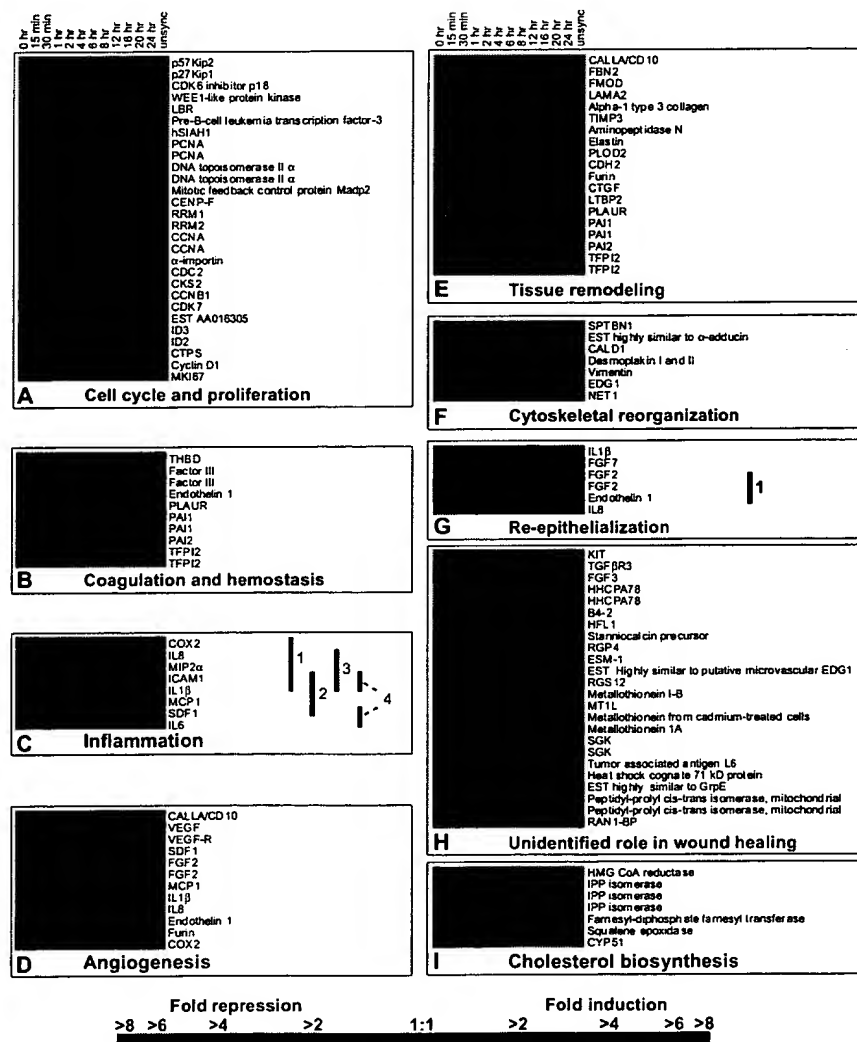 0 hr
15 min
30 min
1 hr
2 hr
4 hr
6 hr
8 hr
12 hr
16 hr
20 hr
24 hr
unsync
p57Kip2
p27Kip1
CDK6 inhibitor p18
WEE1-like protein kinase
LBR
Pre-B-cell leukemia transcription factor-3
hSIAH1
PCNA
PCNA
DNA topoisomerase II α
DNA topoisomerase II α
Mitotic feedback control protein Madp2
CENP-F
RRM1
RRM2
CCNA
CCNA
α-importin
CDC2
CKS2
CCNB1
CDK7
EST AA016305
ID3
ID2
CTPS
Cyclin D1
MKI67
A Cell cycle and proliferation
THBD
Factor III
Factor III
Endothelin 1
PLAUR
PAI1
PAI1
PAI2
TFPI2
TFPI2
B Coagulation and hemostasis
COX2
IL8
MIP2α
ICAM1
IL1β
MCP1
SDF1
IL6
1
2
3
4
C Inflammation
CALLA/CD10
VEGF
VEGF-R
SDF1
FGF2
FGF2
MCP1
IL1β
IL8
Endothelin 1
Furin
COX2
D Angiogenesis
0 hr
15 min
30 min
1 hr
2 hr
4 hr
6 hr
8 hr
12 hr
16 hr
20 hr
24 hr
unsync
CALLA/CD10
FBN2
FMOD
LAMA2
Alpha-1 type 3 collagen
TIMP3
Aminopeptidase N
Elastin
PLOD2
CDH2
Furin
CTGF
LTBP2
PLAUR
PAI1
PAI1
PAI2
TFPI2
TFPI2
E Tissue remodeling
SPTBN1
EST highly similar to α-adducin
CALD1
Desmoplakin I and II
Vimentin
EDG1
NET1
F Cytoskeletal reorganization
IL1β
FGF7
FGF2
FGF2
Endothelin 1
IL8
1
G Re-epithelialization
KIT
TGFβR3
FGF3
HHCPA78
HHCPA78
B4-2
HFL1
Stanniocalcin precursor
RGP4
ESM-1
EST Highly similar to putative microvascular EDG1
RGS12
Metallothionein I-B
MT1L
Metallothionein from cadmium-treated cells
Metallothionein 1A
SGK
SGK
Tumor associated antigen L6
Heat shock cognate 71 kD protein
EST highly similar to GrpE
Peptidyl-prolyl cis-trans isomerase, mitochondrial
Peptidyl-prolyl cis-trans isomerase, mitochondrial
RAN1-BP
H Unidentified role in wound healing
HMG CoA reductase
IPP isomerase
IPP isomerase
IPP isomerase
Farnesyl-diphosphate farnesyl transferase
Squalene epoxidase
CYP51
I Cholesterol biosynthesis
Fold repression Fold induction
>8 >6 >4 >2 1:1 >2 >4 >6 >8